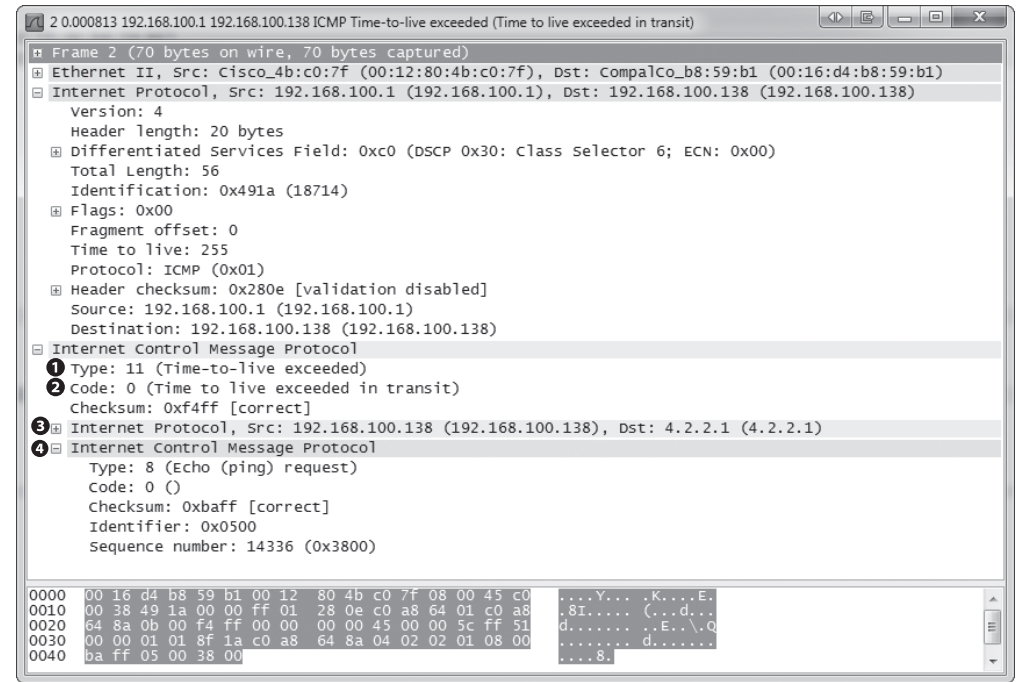 2 0.000813 192.168.100.1 192.168.100.138 ICMP Time-to-live exceeded (Time to live exceeded in transit)
Frame 2 (70 bytes on wire, 70 bytes captured)
Ethernet II, Src: Cisco_4b:c0:7f (00:12:80:4b:c0:7f), Dst: CompalCo_b8:59:b1 (00:16:d4:b8:59:b1)
Internet Protocol, Src: 192.168.100.1 (192.168.100.1), Dst: 192.168.100.138 (192.168.100.138)
Version: 4
Header length: 20 bytes
Differentiated Services Field: 0xc0 (DSCP 0x30: Class Selector 6; ECN: 0x00)
Total Length: 56
Identification: 0x491a (18714)
Flags: 0x00
Fragment offset: 0
Time to live: 255
Protocol: ICMP (0x01)
Header checksum: 0x280e [validation disabled]
Source: 192.168.100.1 (192.168.100.1)
Destination: 192.168.100.138 (192.168.100.138)
Internet Control Message Protocol
❶ Type: 11 (Time-to-live exceeded)
❷ Code: 0 (Time to live exceeded in transit)
Checksum: 0xf4ff [correct]
❸ Internet Protocol, Src: 192.168.100.138 (192.168.100.138), Dst: 4.2.2.1 (4.2.2.1)
❹ Internet Control Message Protocol
Type: 8 (Echo (ping) request)
Code: 0 ()
Checksum: 0xbaff [correct]
Identifier: 0x0500
Sequence number: 14336 (0x3800)
0000 00 16 d4 b8 59 b1 00 12 80 4b c0 7f 08 00 45 c0 ....Y... .K....E.
0010 00 38 49 1a 00 00 ff 01 28 0e c0 a8 64 01 c0 a8 .8I..... (...d...
0020 64 8a 0b 00 f4 ff 00 00 00 00 45 00 00 5c ff 51 d....... ..E..\.Q
0030 00 00 01 01 8f 1a c0 a8 64 8a 04 02 02 01 08 00 ........ d.......
0040 ba ff 05 00 38 00 ....8.